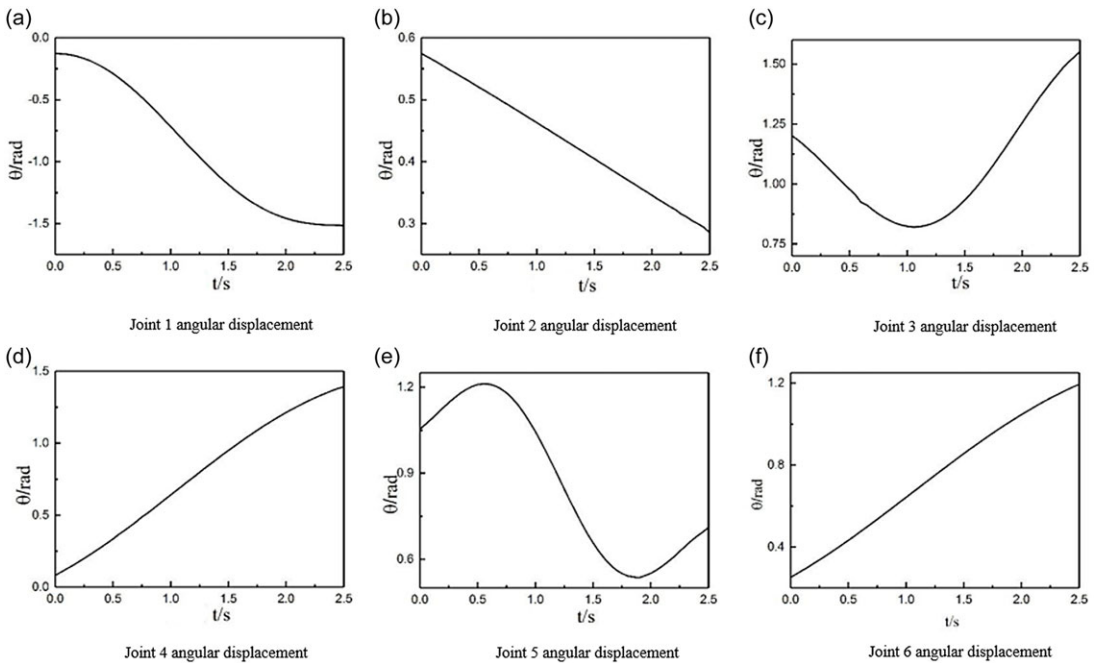 (a)
(b)
(c)
0.0
-0.5
-1.0
-1.5
θ/rad
0.0 0.5 1.0 1.5 2.0 2.5
t/s
Joint 1 angular displacement
0.6
0.5
0.4
0.3
θ/rad
0.0 0.5 1.0 1.5 2.0 2.5
t/s
Joint 2 angular displacement
1.50
1.25
1.00
0.75
θ/rad
0.0 0.5 1.0 1.5 2.0 2.5
t/s
Joint 3 angular displacement
(d)
(e)
(f)
1.5
1.0
0.5
0.0
θ/rad
0.0 0.5 1.0 1.5 2.0 2.5
t/s
Joint 4 angular displacement
1.2
0.9
0.6
θ/rad
0.0 0.5 1.0 1.5 2.0 2.5
t/s
Joint 5 angular displacement
1.2
0.8
0.4
θ/rad
0.0 0.5 1.0 1.5 2.0 2.5
t/s
Joint 6 angular displacement